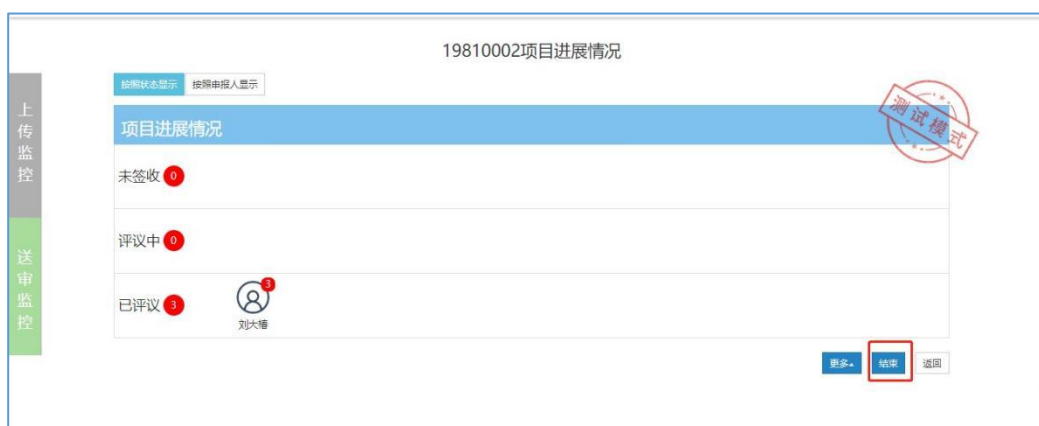 19810002项目进展情况
按照状态显示 按照申报人显示
上传监控
项目进展情况
测试模式
未签收 0
送审监控
评议中 0
已评议 3
3
刘大椿
更多 结束 返回